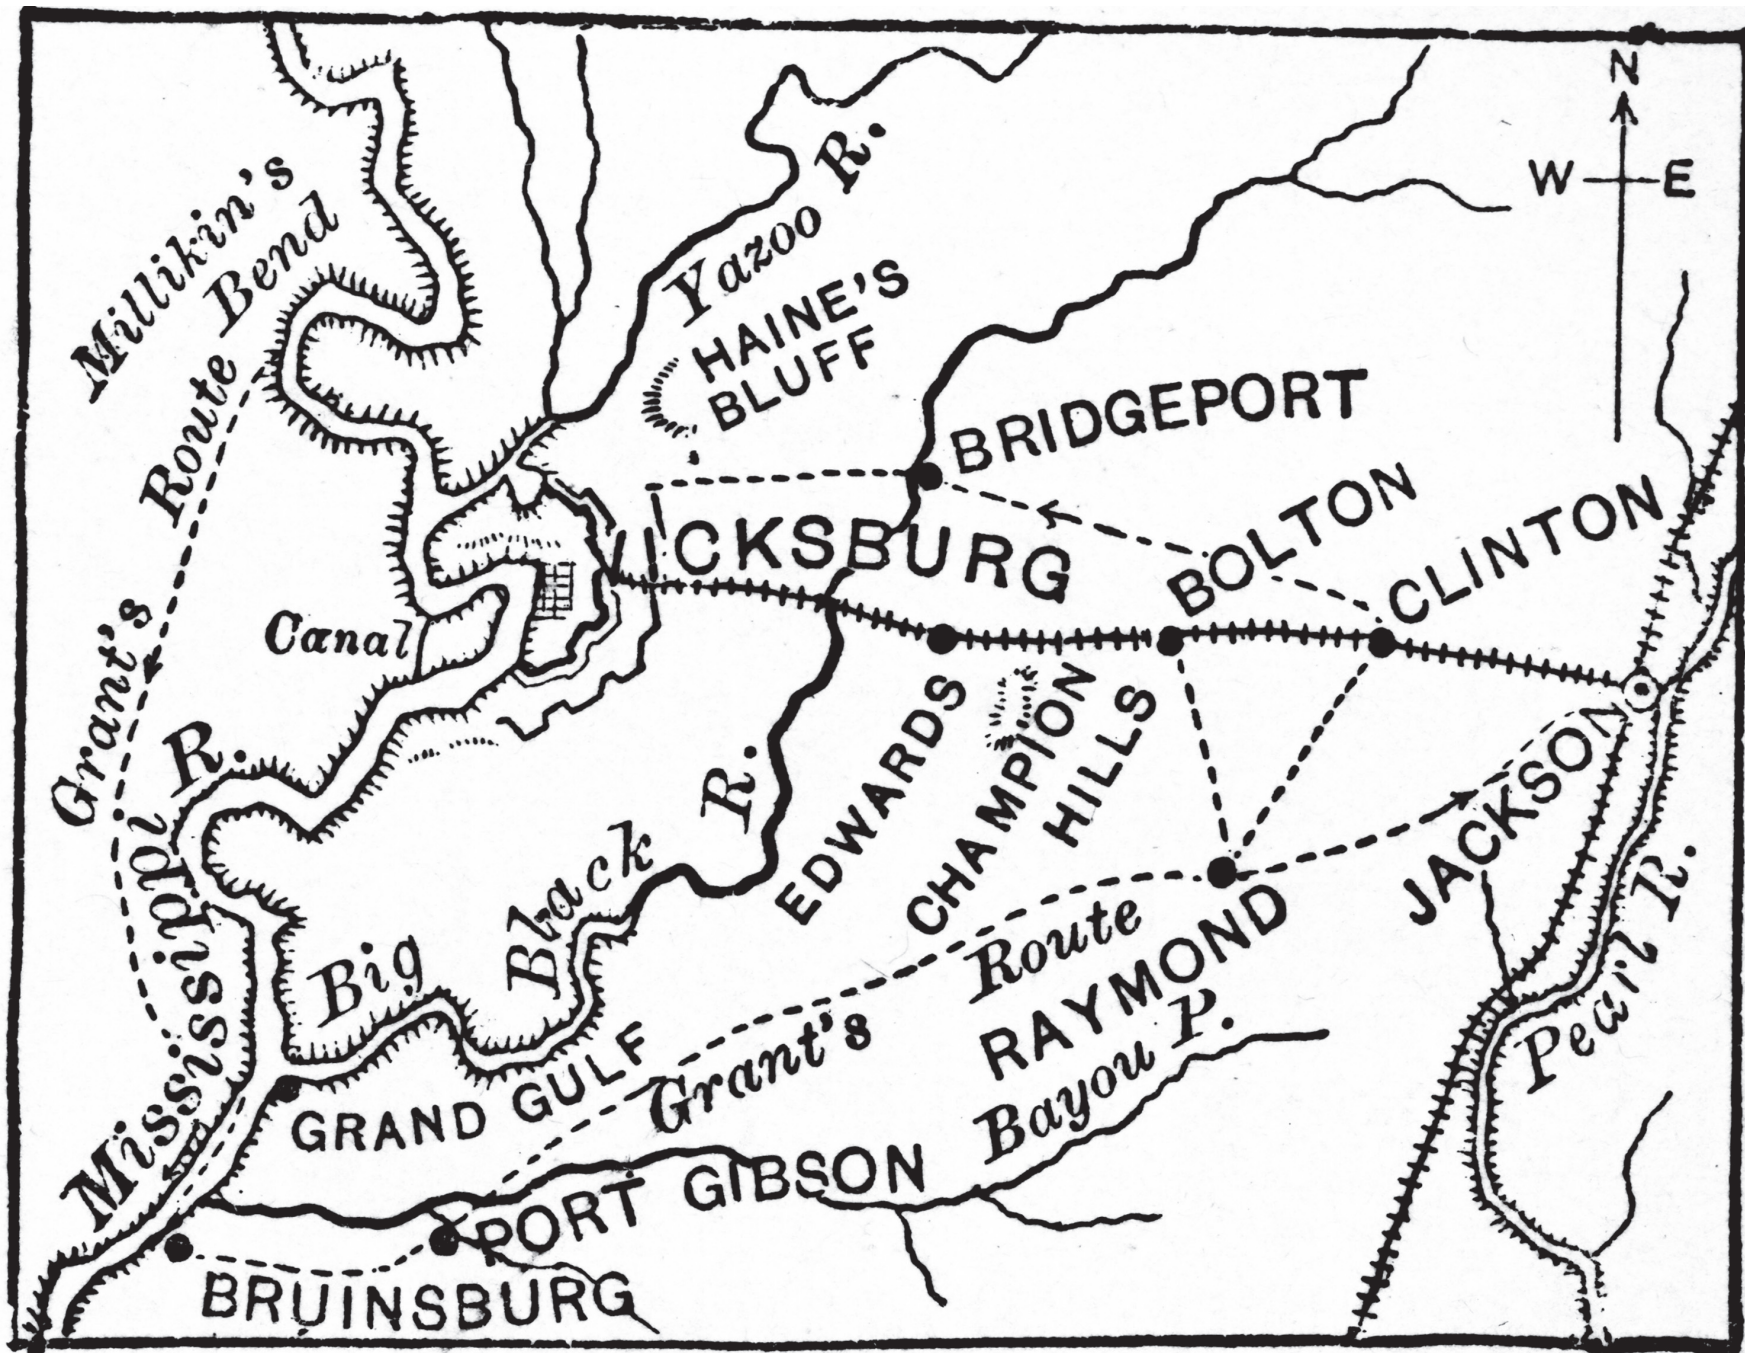 N
W E
Millikin's
Bend
Yazoo R.
HAINE'S
BLUFF
Grant's Route
BRIDGEPORT
VICKSBURG
BOLTON
CLINTON
Canal
EDWARDS
CHAMPION
HILLS
JACKSON
Mississippi R.
Big Black R.
Grant's Route
RAYMOND
Pearl R.
GRAND GULF
Bayou P.
PORT GIBSON
BRUINSBURG